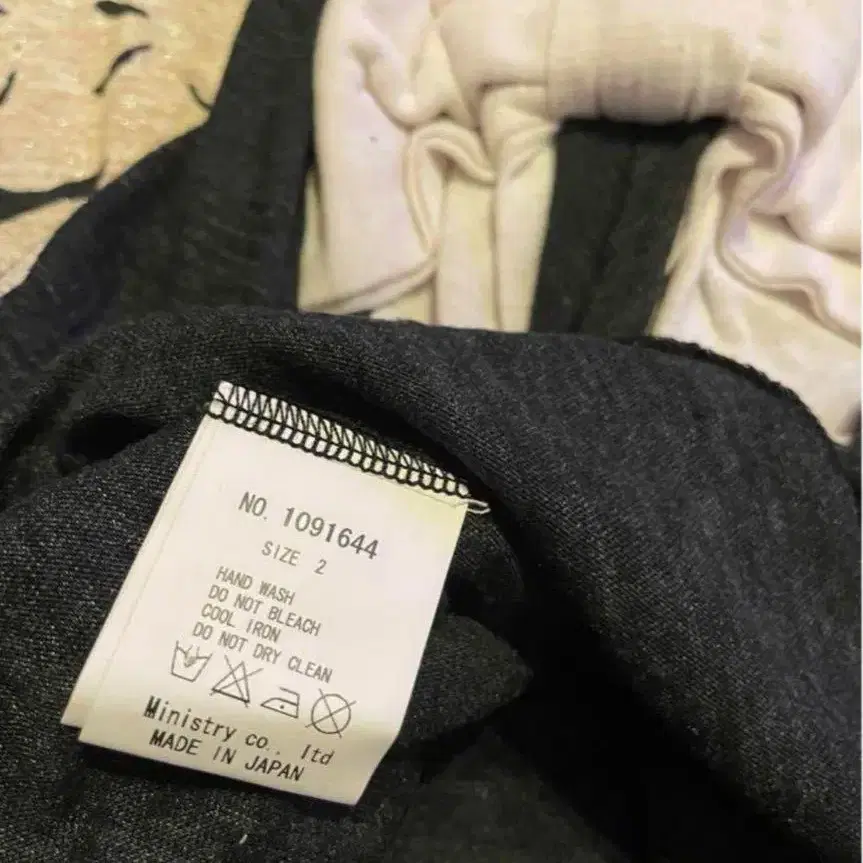 NO. 1091644
SIZE 2
HAND WASH
DO NOT BLEACH
COOL IRON
DO NOT DRY CLEAN
Ministry co., ltd
MADE IN JAPAN